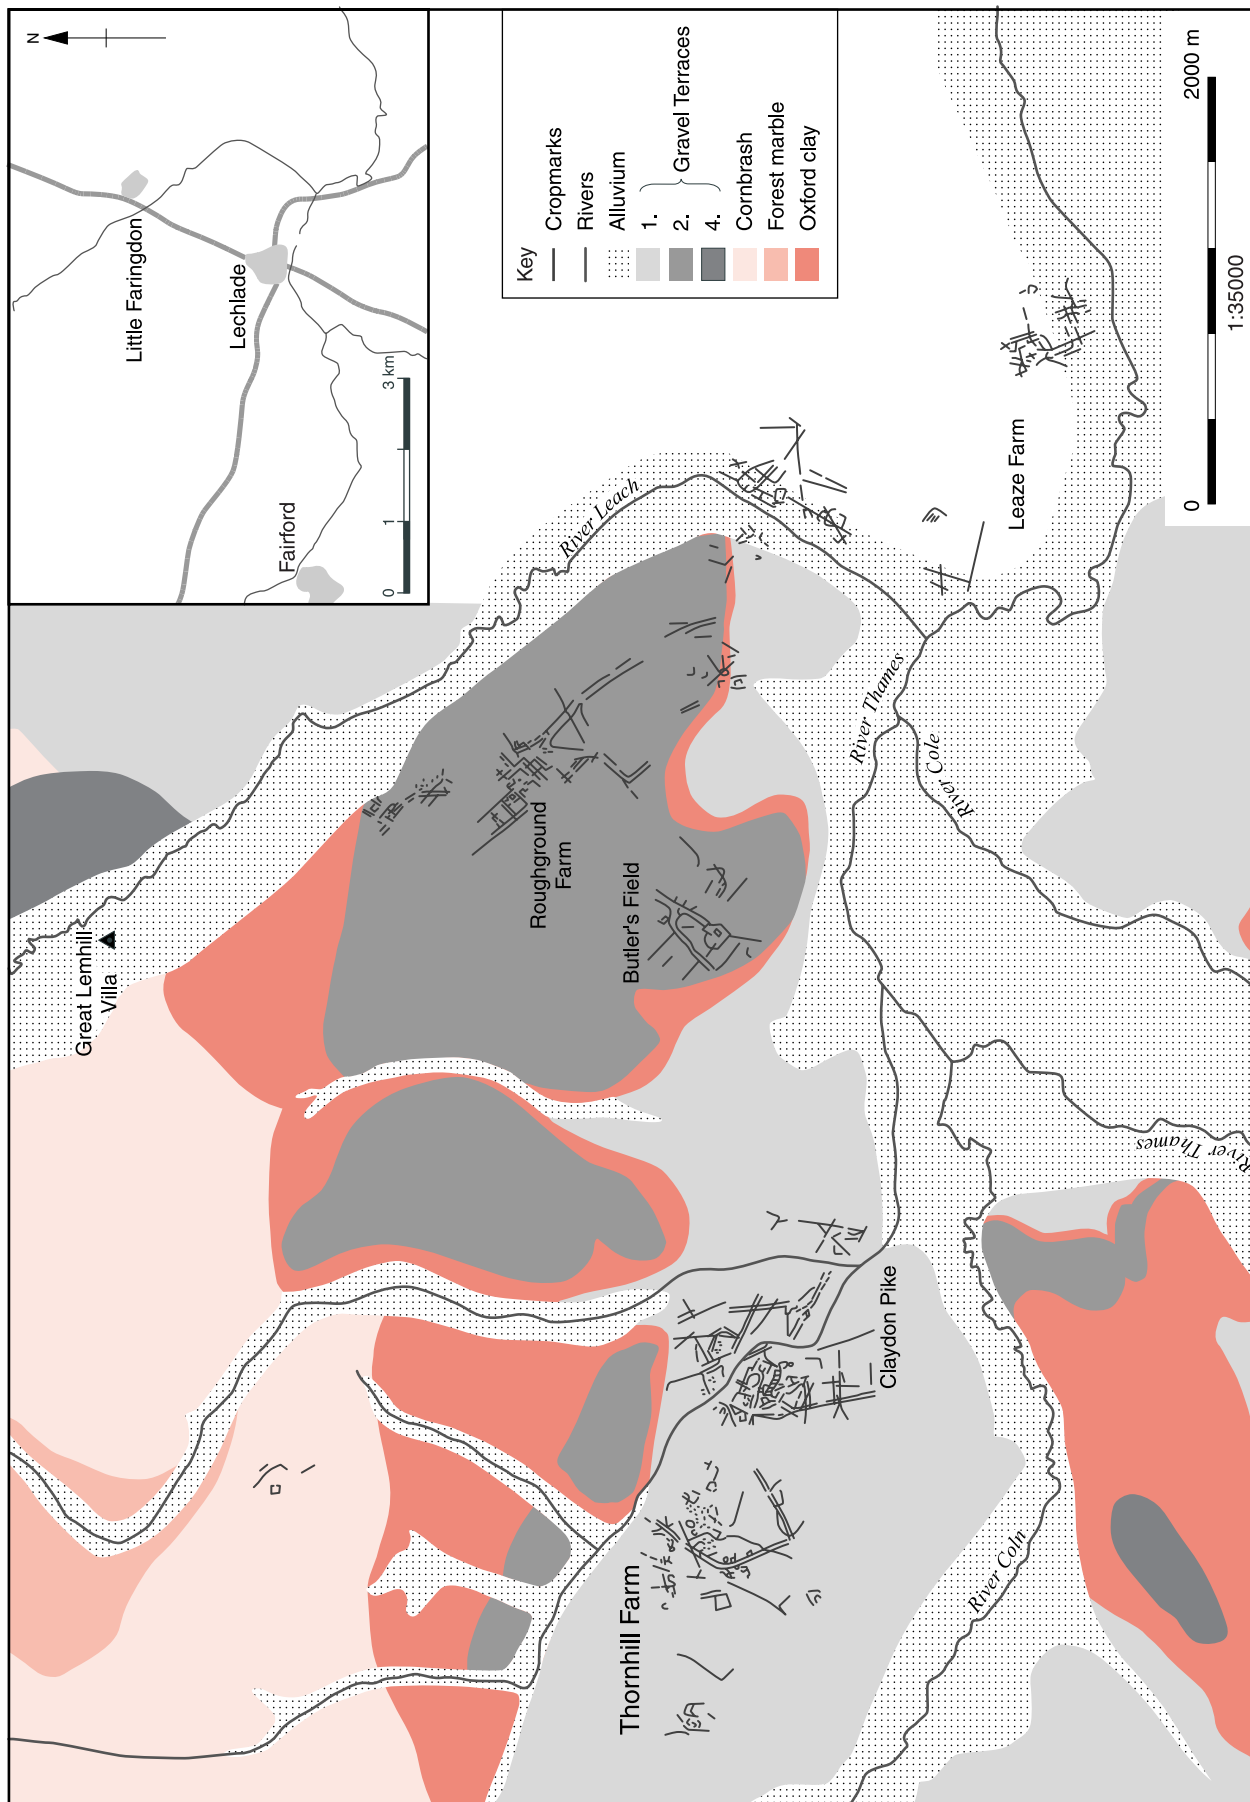 N
Little Faringdon
Lechlade
Fairford
0
1
3 km
Key
Cropmarks
Rivers
Alluvium
1.
2.
4.
Gravel Terraces
Cornbrash
Forest marble
Oxford clay
0
2000 m
1:35000
Great Lemhill
Villa
River Leach
Roughground
Farm
Butler's Field
Leaze Farm
River Thames
River Cole
River Thames
Claydon Pike
Thornhill Farm
River Coln